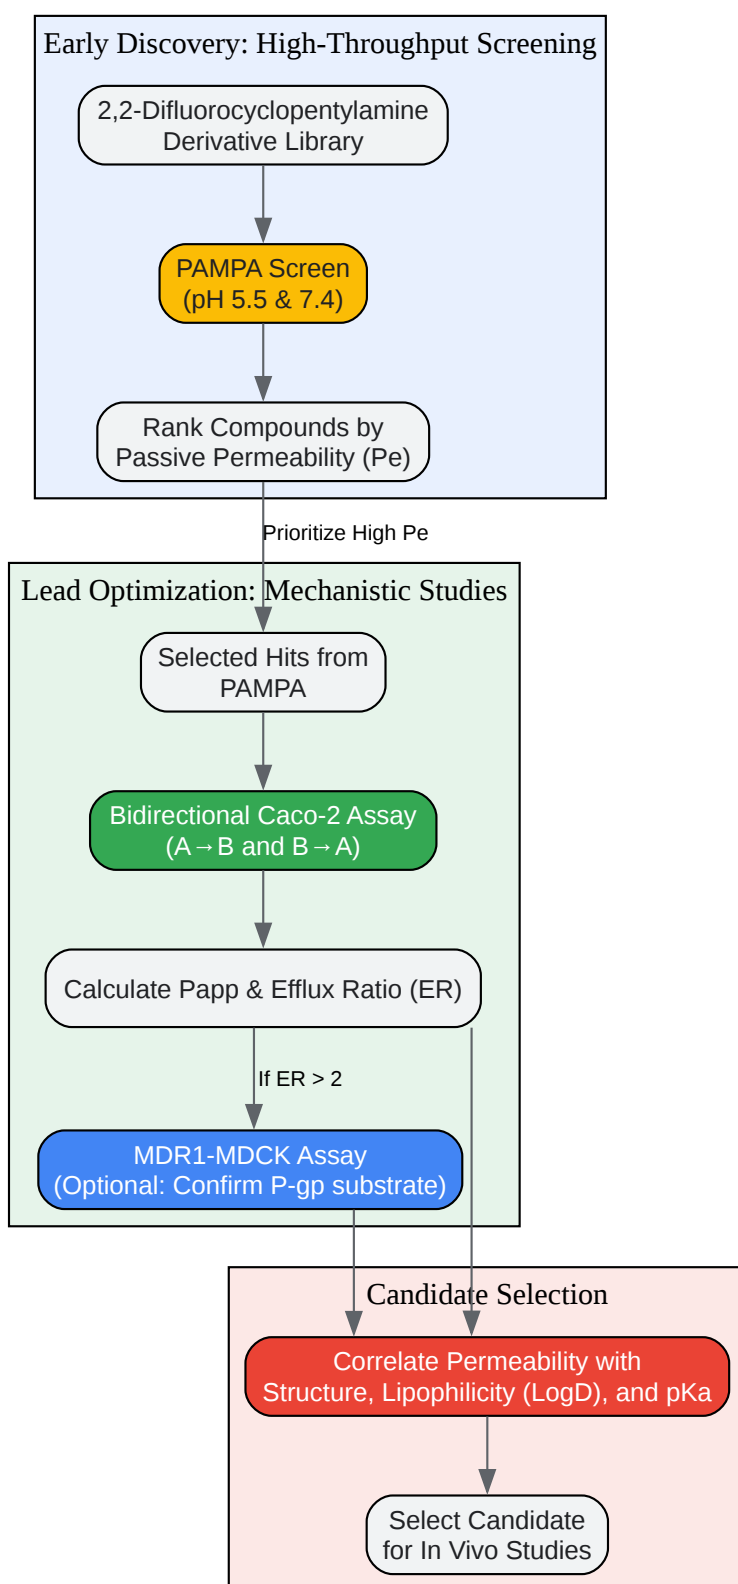 Early Discovery: High-Throughput Screening
2,2-Difluorocyclopentylamine
Derivative Library
PAMPA Screen
(pH 5.5 & 7.4)
Rank Compounds by
Passive Permeability (Pe)
Prioritize High Pe
Lead Optimization: Mechanistic Studies
Selected Hits from
PAMPA
Bidirectional Caco-2 Assay
(A→B and B→A)
Calculate Papp & Efflux Ratio (ER)
If ER > 2
MDR1-MDCK Assay
(Optional: Confirm P-gp substrate)
Candidate Selection
Correlate Permeability with
Structure, Lipophilicity (LogD), and pKa
Select Candidate
for In Vivo Studies